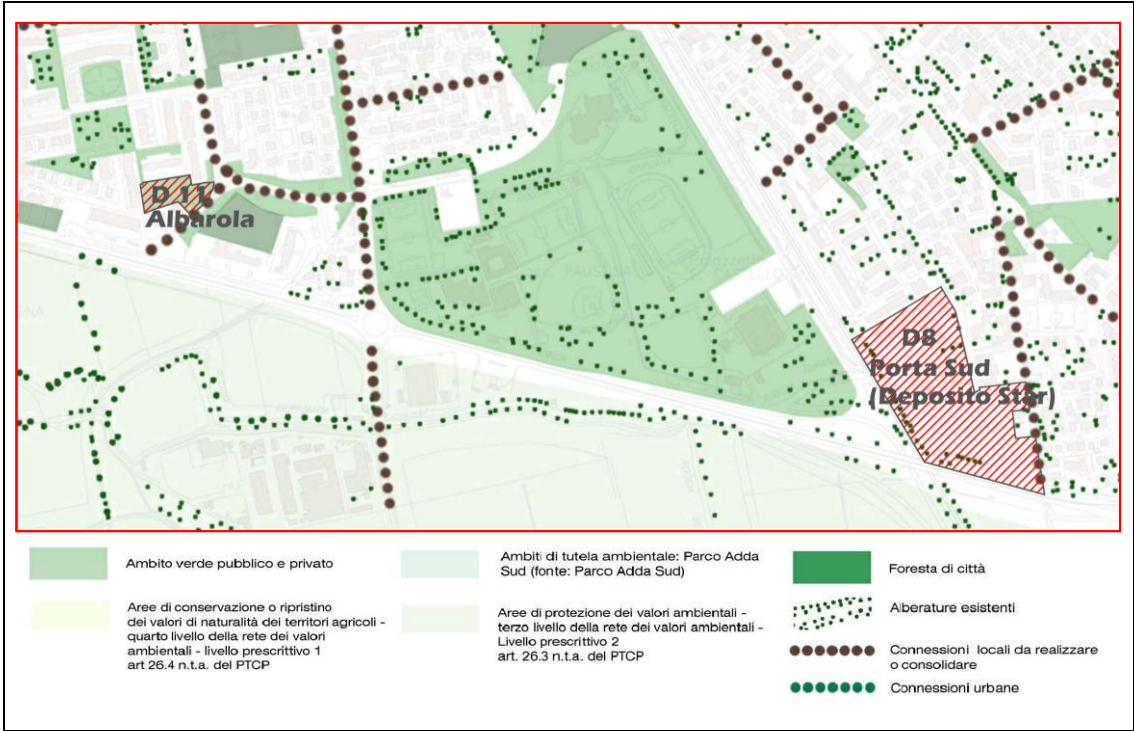 D 11
Albarola
FAUSTINA
D8
Porta Sud
(Deposito Star)
Ambito verde pubblico e privato
Aree di conservazione o ripristino
dei valori di naturalità dei territori agricoli -
quarto livello della rete dei valori
ambientali - livello prescrittivo 1
art 26.4 n.t.a. del PTCP
Ambiti di tutela ambientale: Parco Adda
Sud (fonte: Parco Adda Sud)
Aree di protezione dei valori ambientali -
terzo livello della rete dei valori ambientali -
Livello prescrittivo 2
art. 26.3 n.t.a. del PTCP
Foresta di città
Alberature esistenti
Connessioni locali da realizzare
o consolidare
Connessioni urbane